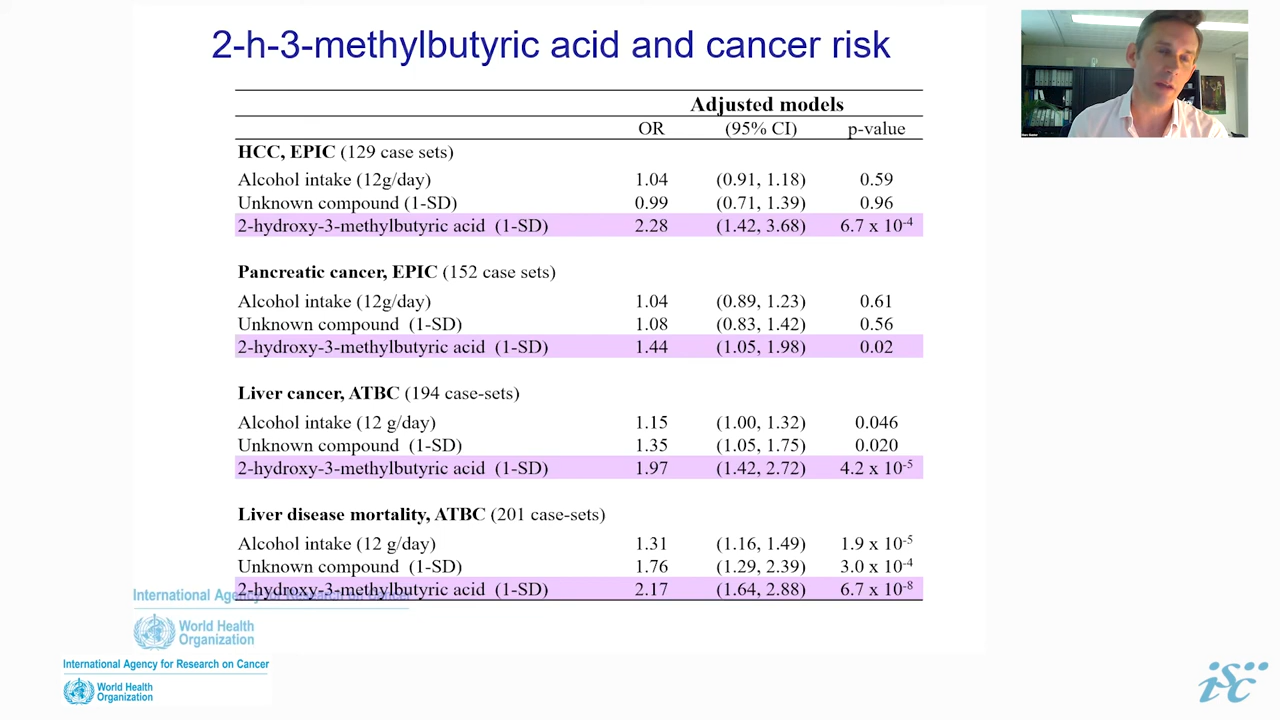 2-h-3-methylbutyric acid and cancer risk
Adjusted models
OR (95% CI) p-value
HCC, EPIC (129 case sets)
Alcohol intake (12g/day) 1.04 (0.91, 1.18) 0.59
Unknown compound (1-SD) 0.99 (0.71, 1.39) 0.96
2-hydroxy-3-methylbutyric acid (1-SD) 2.28 (1.42, 3.68) 6.7 x 10⁻⁴
Pancreatic cancer, EPIC (152 case sets)
Alcohol intake (12g/day) 1.04 (0.89, 1.23) 0.61
Unknown compound (1-SD) 1.08 (0.83, 1.42) 0.56
2-hydroxy-3-methylbutyric acid (1-SD) 1.44 (1.05, 1.98) 0.02
Liver cancer, ATBC (194 case-sets)
Alcohol intake (12 g/day) 1.15 (1.00, 1.32) 0.046
Unknown compound (1-SD) 1.35 (1.05, 1.75) 0.020
2-hydroxy-3-methylbutyric acid (1-SD) 1.97 (1.42, 2.72) 4.2 x 10⁻⁵
Liver disease mortality, ATBC (201 case-sets)
Alcohol intake (12 g/day) 1.31 (1.16, 1.49) 1.9 x 10⁻⁵
Unknown compound (1-SD) 1.76 (1.29, 2.39) 3.0 x 10⁻⁴
2-hydroxy-3-methylbutyric acid (1-SD) 2.17 (1.64, 2.88) 6.7 x 10⁻⁸
International Agency for Research on Cancer
World Health
Organization
International Agency for Research on Cancer
World Health
Organization
isc